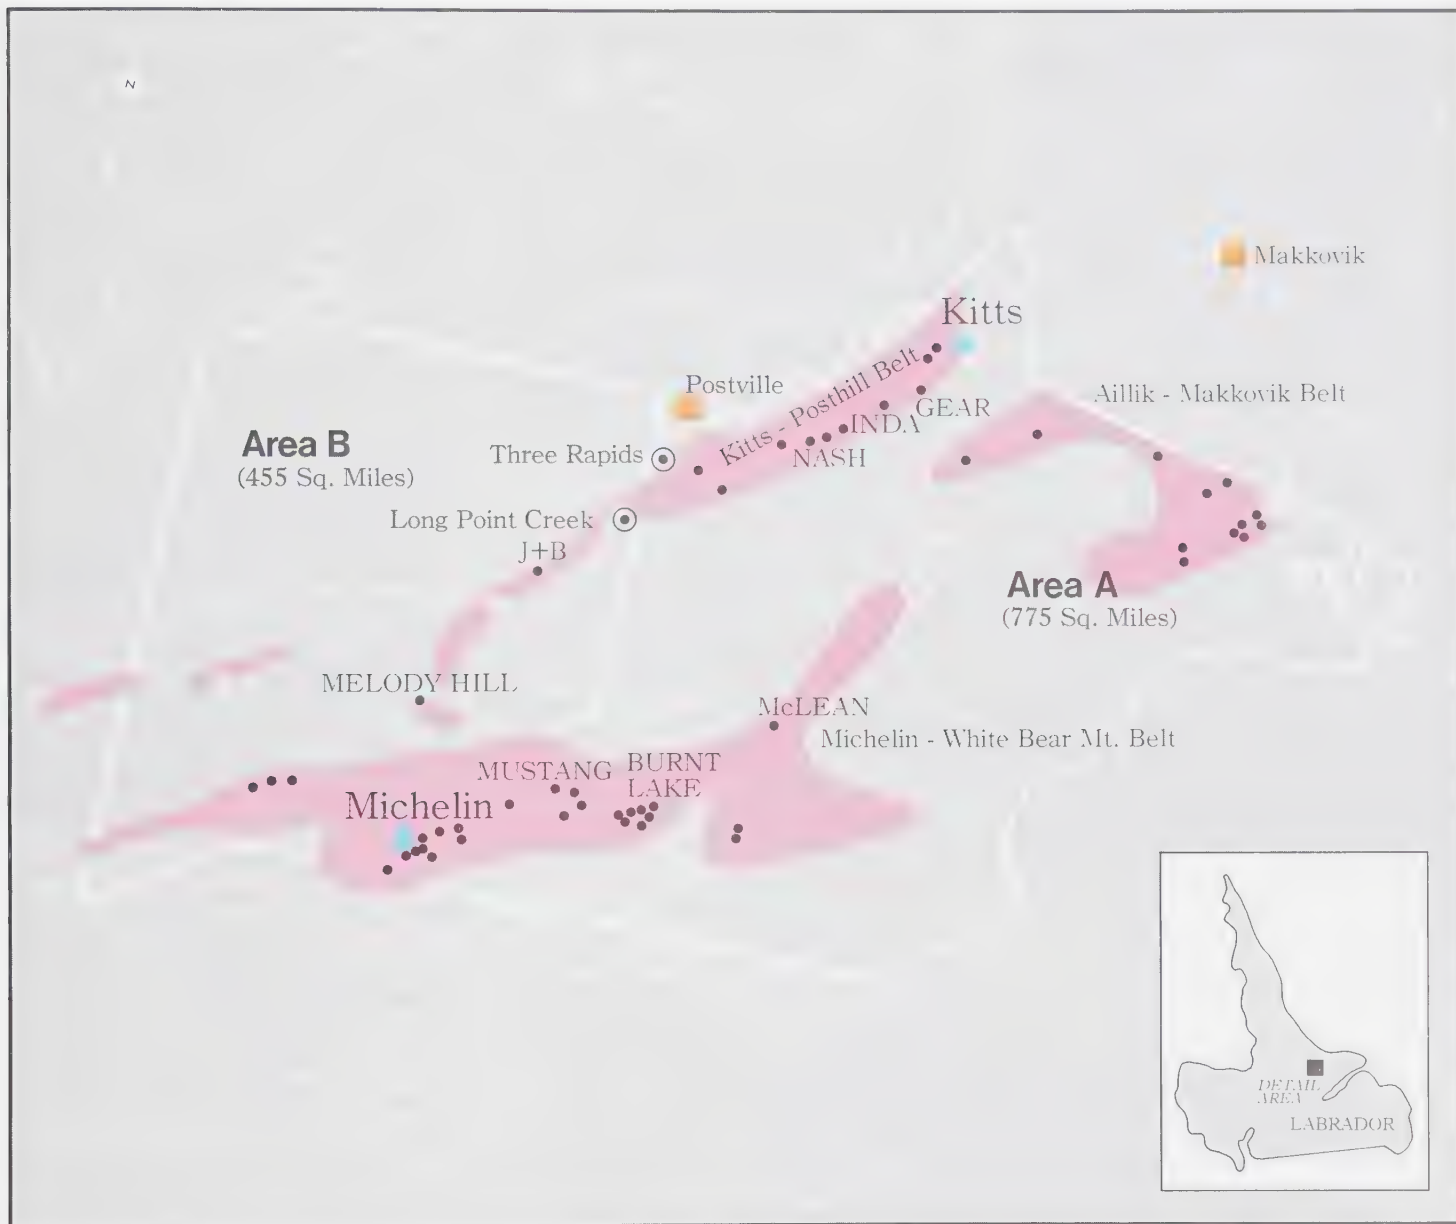 N
Makkovik
Kitts
Postville
Kitts - Posthill Belt
Aillik - Makkovik Belt
GEAR
INDA
NASH
Area B
(455 Sq. Miles)
Three Rapids
Long Point Creek
J+B
Area A
(775 Sq. Miles)
MELODY HILL
McLEAN
Michelin - White Bear Mt. Belt
MUSTANG
BURNT
LAKE
Michelin
DETAIL
AREA
LABRADOR